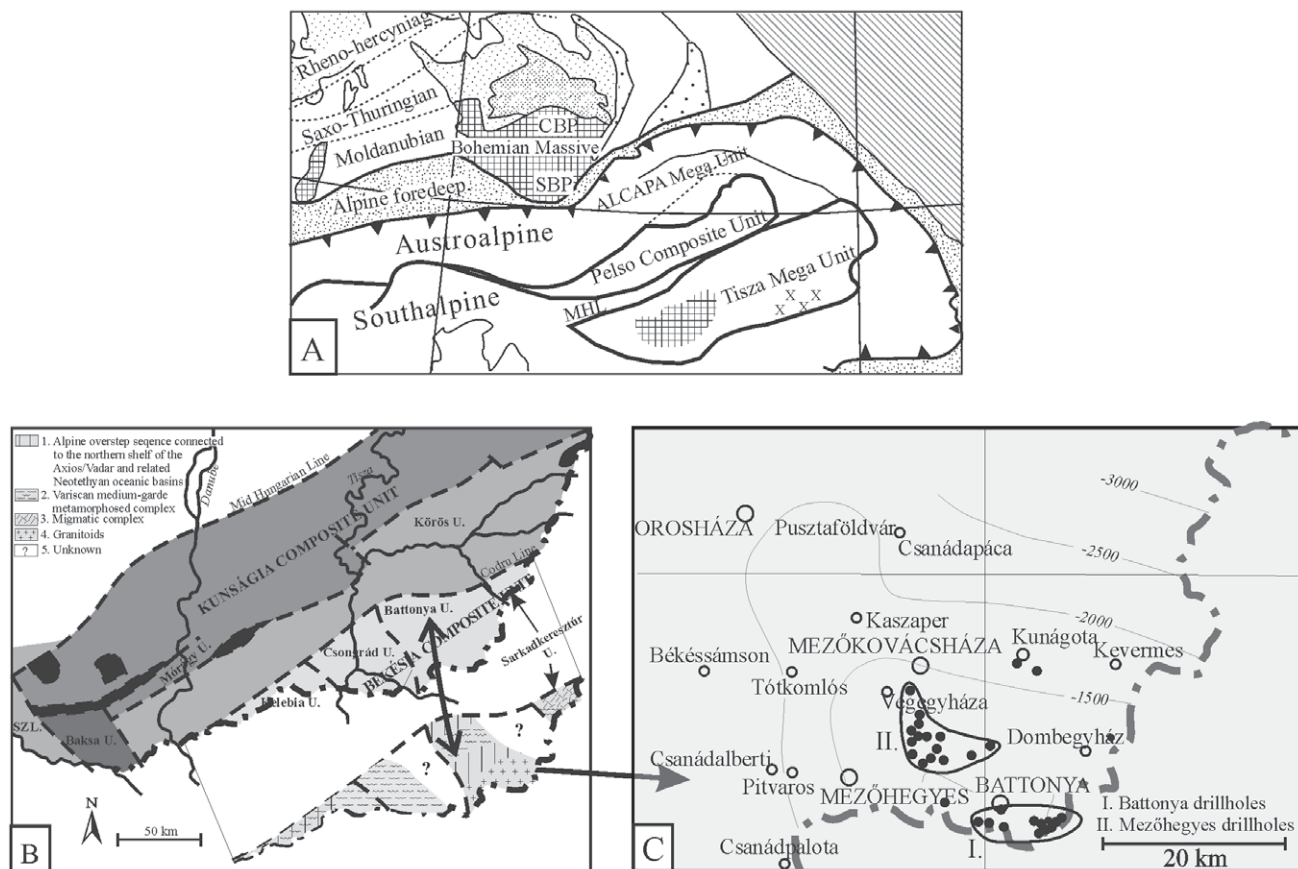 Rheno-hercyniag
Saxo-Thuringian
Moldanubian
CBP
Bohemian Massive
SBP
Alpine foredeep
ALCAPA Mega Unit
Austroalpine
Pelso Composite Unit
Southalpine
MHL
Tisza Mega Unit
X X
X X
A
1. Alpine overstep seqence connected
to the northern shelf of the
Axios/Vadar and related
Neotethyan oceanic basins
2. Variscan medium-garde
metamorphosed complex
3. Migmatic complex
4. Granitoids
? 5. Unknown
Danube
Mid Hungarian Line
Tisza
KUNSÁGIA COMPOSITE UNIT
Körös U.
Codru Line
Battonya U.
BÉKÉSIA COMPOSITE UNIT
Csongrád U.
Sarkadkeresztúr
U.
Mórágy U.
Kelebia U.
SZL.
Baksa U.
?
?
N
50 km
B
-3000
OROSHÁZA
Pusztaföldvár
Csanádapáca
-2500
-2000
Kaszaper
MEZŐKOVÁCSHÁZA
Kunágota
Kevermes
Békéssámson
Tótkomlós
-1500
Végegyháza
II.
Dombegyház
Csanádalberti
Pitvaros
MEZŐHEGYES
BATTONYA
I. Battonya drillholes
II. Mezőhegyes drillholes
Csanádpalota
I.
20 km
C